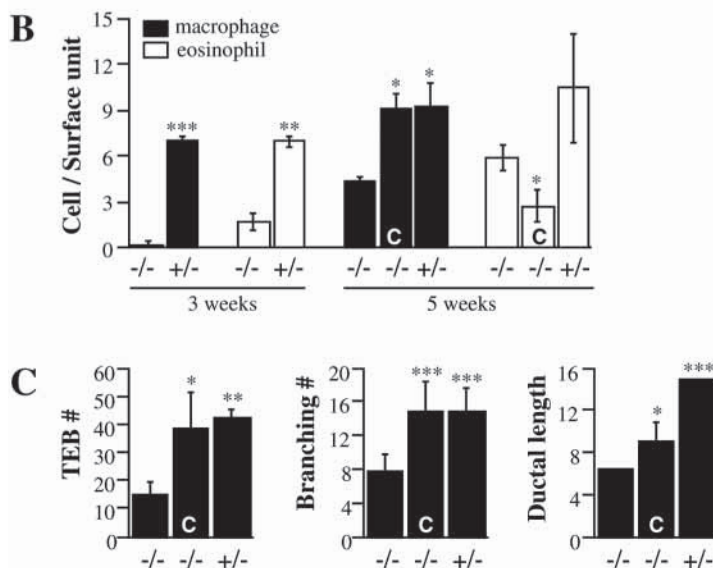 B
Cell / Surface unit
15
12
9
6
3
0
macrophage
eosinophil
*** ** * * *
C C
-/- +/- -/- +/- -/- -/- +/- -/- -/- +/-
3 weeks 5 weeks
C
TEB #
60
50
40
30
20
10
0
* **
C
-/- -/- +/-
Branching #
20
16
12
8
4
0
*** ***
C
-/- -/- +/-
Ductal length
16
12
8
4
0
* ***
C
-/- -/- +/-